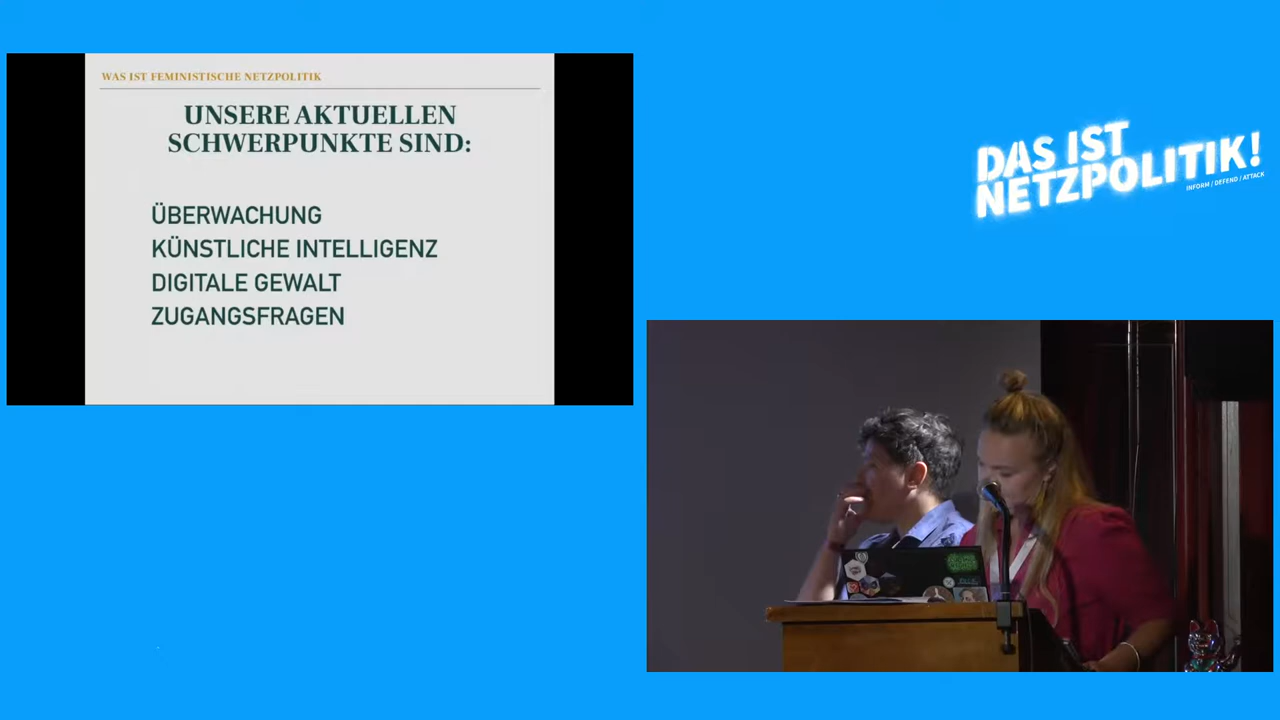 WAS IST FEMINISTISCHE NETZPOLITIK
UNSERE AKTUELLEN
SCHWERPUNKTE SIND:
ÜBERWACHUNG
KÜNSTLICHE INTELLIGENZ
DIGITALE GEWALT
ZUGANGSFRAGEN
DAS IST
NETZPOLITIK!
INFORM / DEFEND / ATTACK